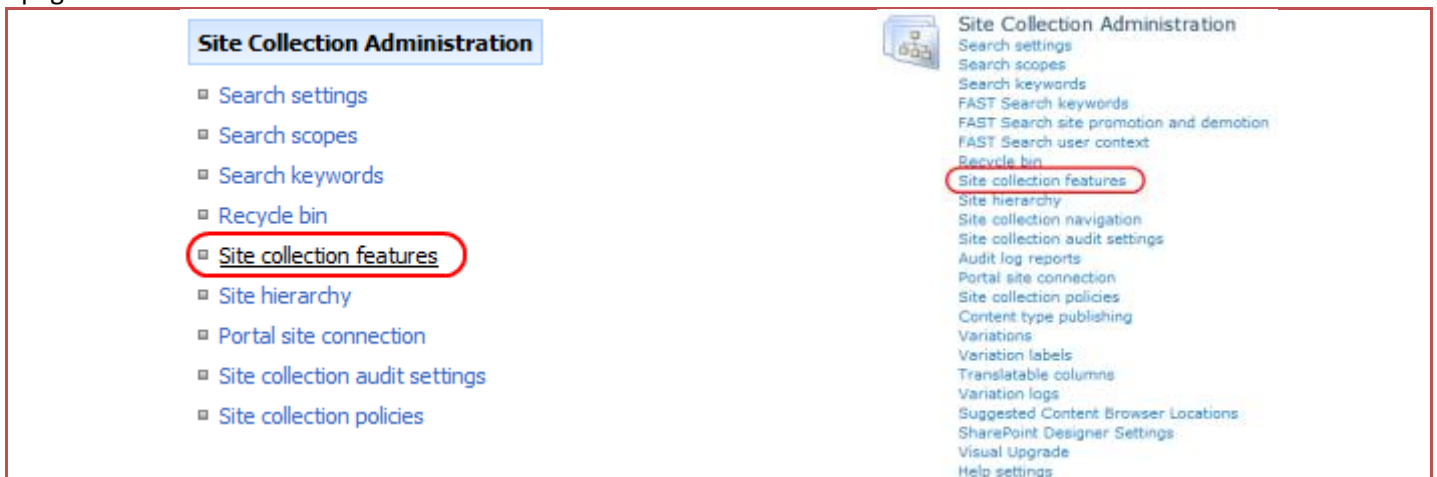 Site Collection Administration
Search settings
Search scopes
Search keywords
Recycle bin
Site collection features
Site hierarchy
Portal site connection
Site collection audit settings
Site collection policies
Site Collection Administration
Search settings
Search scopes
Search keywords
FAST Search keywords
FAST Search site promotion and demotion
FAST Search user context
Recycle bin
Site collection features
Site hierarchy
Site collection navigation
Site collection audit settings
Audit log reports
Portal site connection
Site collection policies
Content type publishing
Variations
Variation labels
Translatable columns
Variation logs
Suggested Content Browser Locations
SharePoint Designer Settings
Visual Upgrade
Help settings